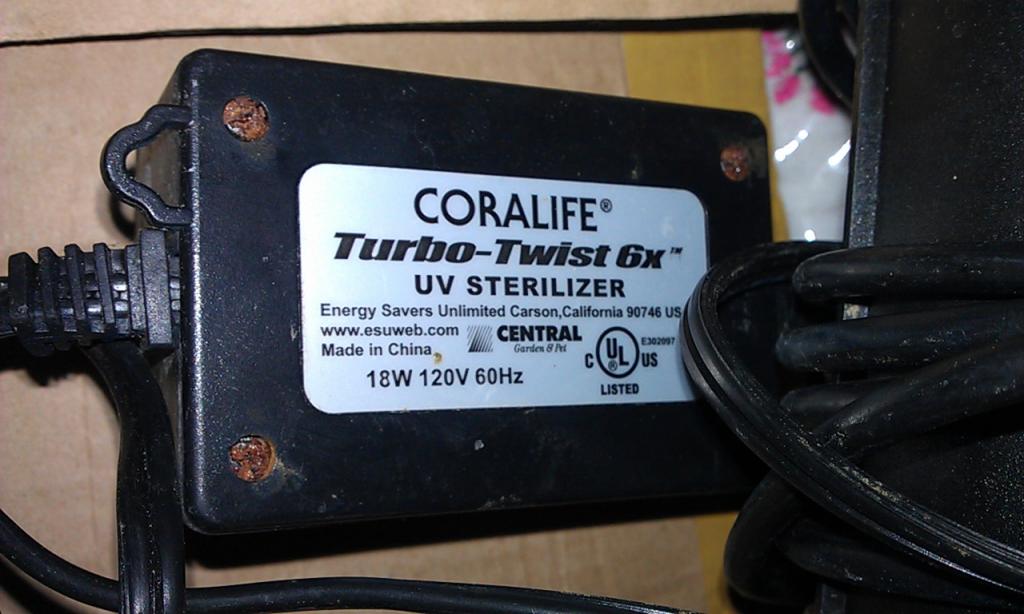 CORALIFE®
Turbo-Twist 6x™
UV STERILIZER
Energy Savers Unlimited Carson,California 90746 US
www.esuweb.com
CENTRAL
Garden & Pet
Made in China
C UL® US
E302097
LISTED
18W 120V 60Hz